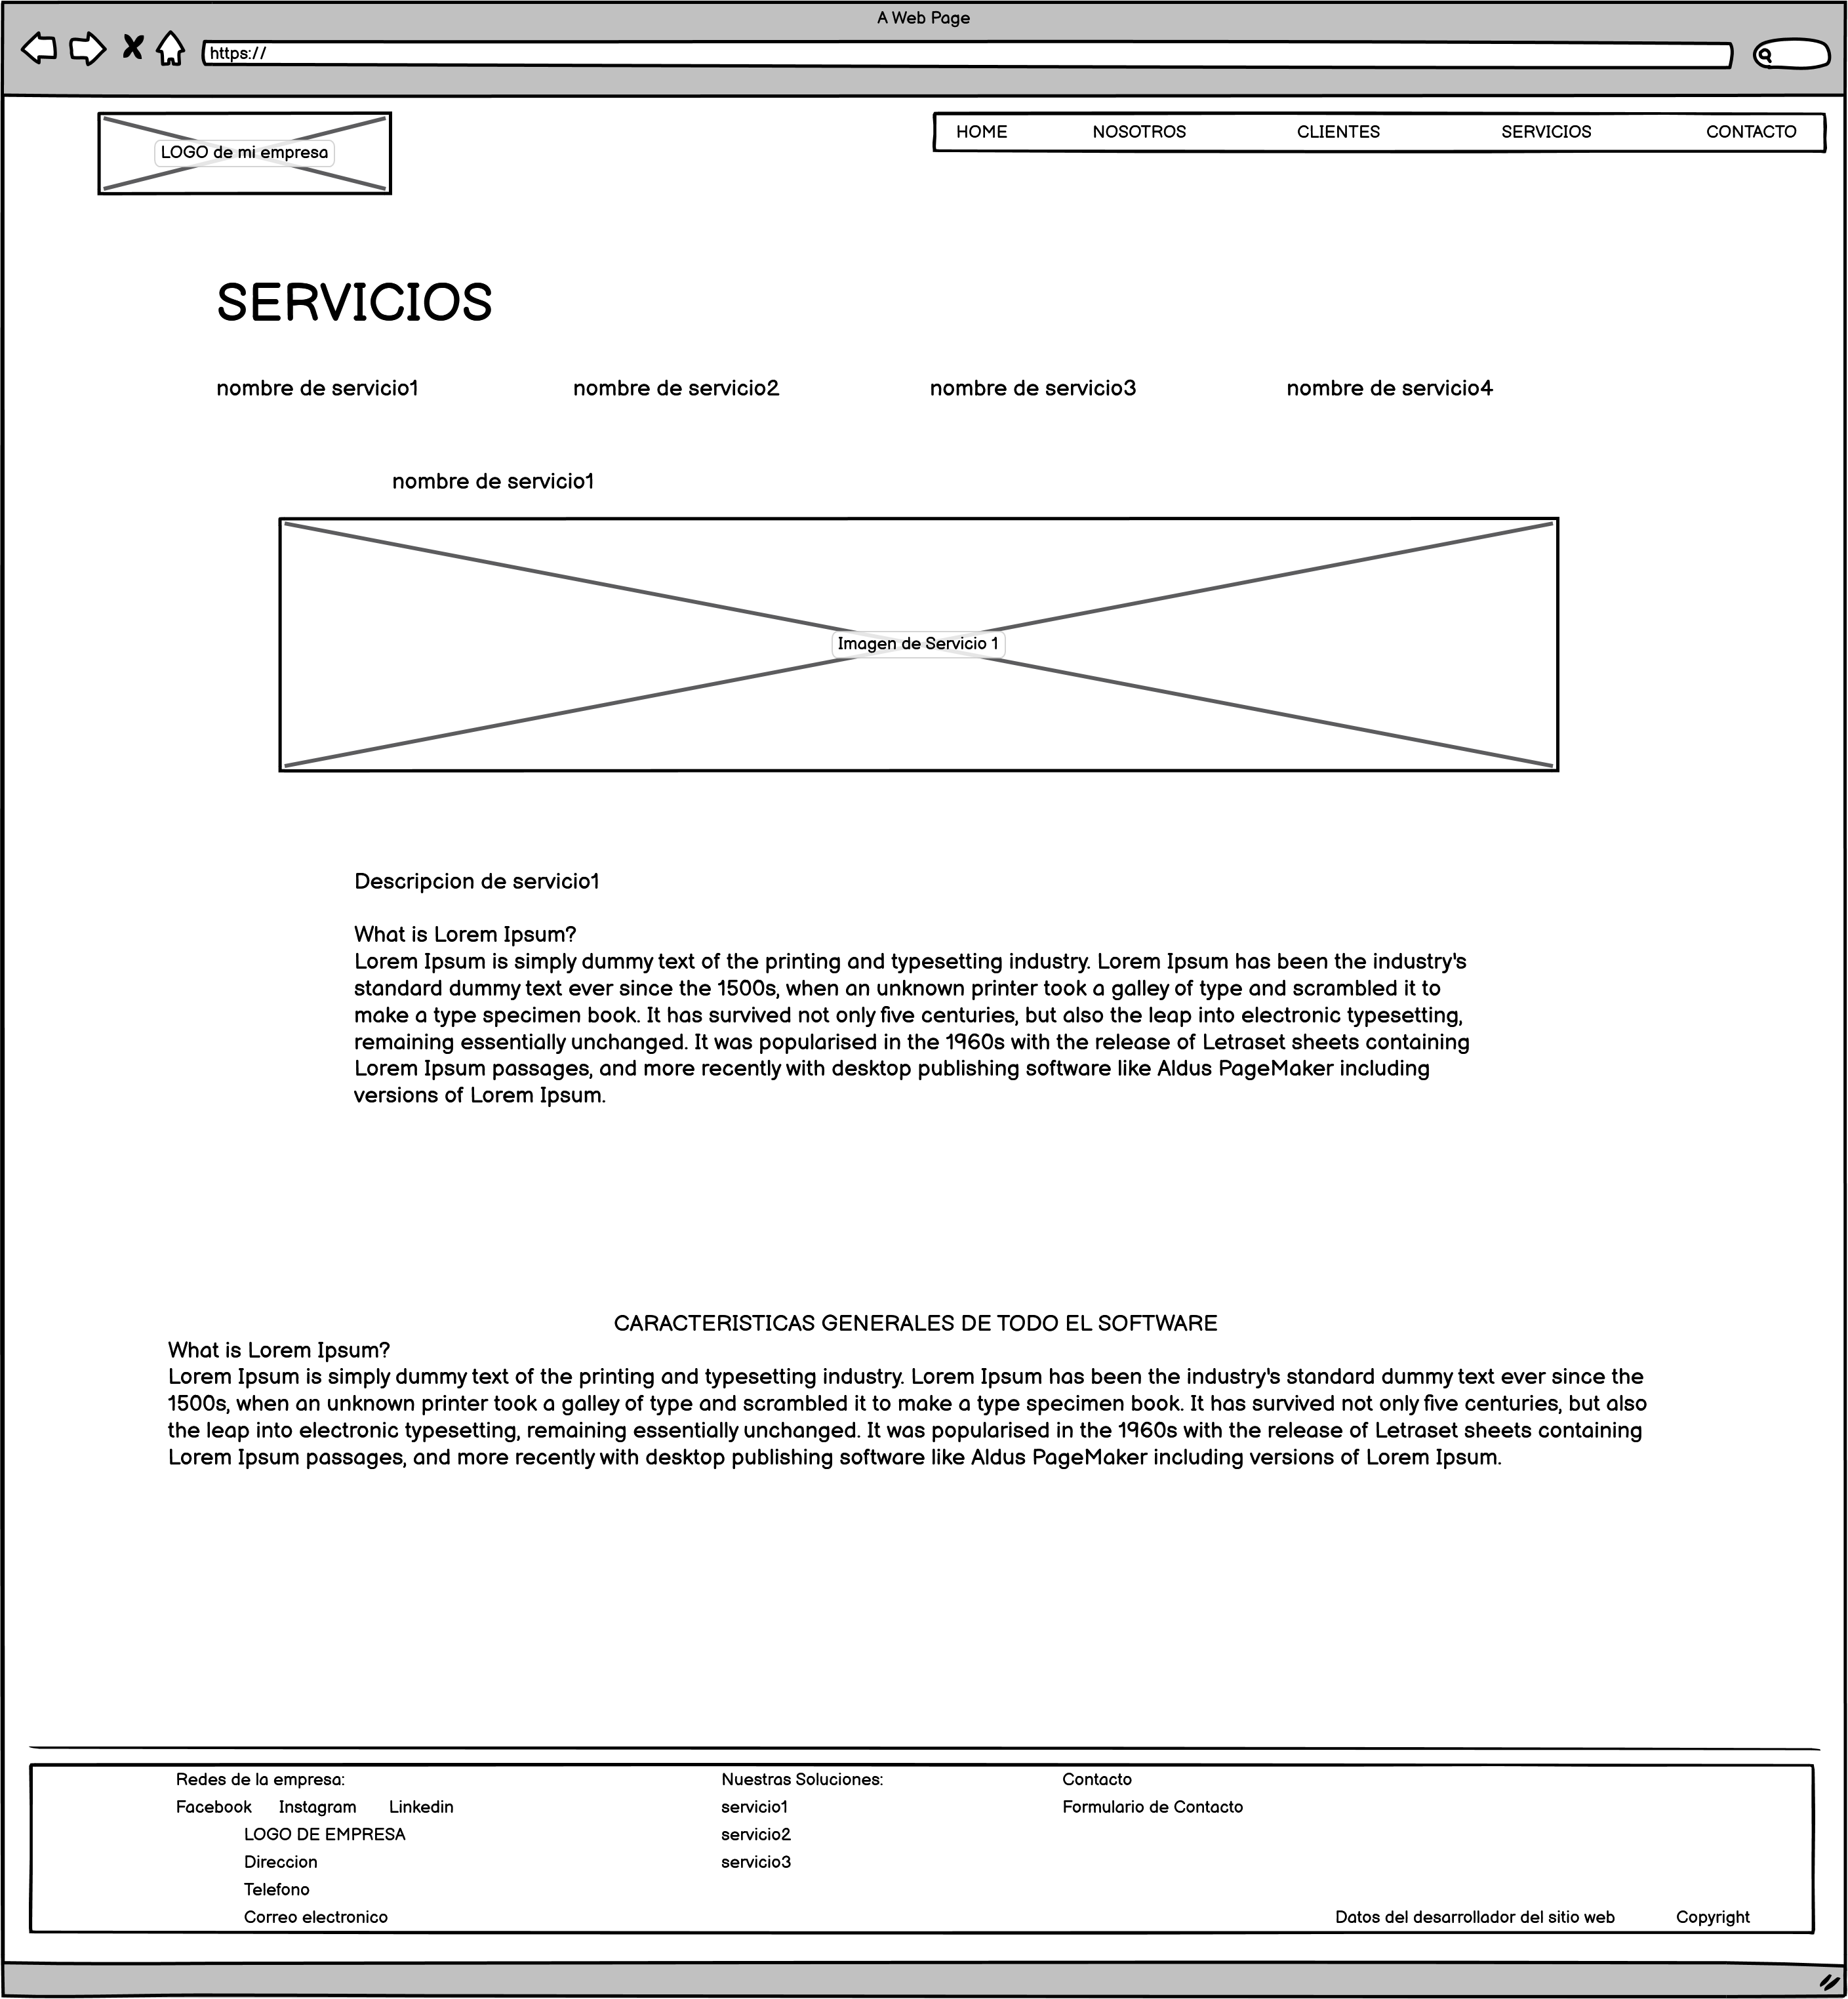 A Web Page
https://
LOGO de mi empresa
HOME NOSOTROS CLIENTES SERVICIOS CONTACTO
SERVICIOS
nombre de servicio1 nombre de servicio2 nombre de servicio3 nombre de servicio4
nombre de servicio1
Imagen de Servicio 1
Descripcion de servicio1
What is Lorem Ipsum?
Lorem Ipsum is simply dummy text of the printing and typesetting industry. Lorem Ipsum has been the industry's
standard dummy text ever since the 1500s, when an unknown printer took a galley of type and scrambled it to
make a type specimen book. It has survived not only five centuries, but also the leap into electronic typesetting,
remaining essentially unchanged. It was popularised in the 1960s with the release of Letraset sheets containing
Lorem Ipsum passages, and more recently with desktop publishing software like Aldus PageMaker including
versions of Lorem Ipsum.
CARACTERISTICAS GENERALES DE TODO EL SOFTWARE
What is Lorem Ipsum?
Lorem Ipsum is simply dummy text of the printing and typesetting industry. Lorem Ipsum has been the industry's standard dummy text ever since the
1500s, when an unknown printer took a galley of type and scrambled it to make a type specimen book. It has survived not only five centuries, but also
the leap into electronic typesetting, remaining essentially unchanged. It was popularised in the 1960s with the release of Letraset sheets containing
Lorem Ipsum passages, and more recently with desktop publishing software like Aldus PageMaker including versions of Lorem Ipsum.
Redes de la empresa: Nuestras Soluciones: Contacto
Facebook Instagram Linkedin servicio1 Formulario de Contacto
LOGO DE EMPRESA servicio2
Direccion servicio3
Telefono
Correo electronico Datos del desarrollador del sitio web Copyright